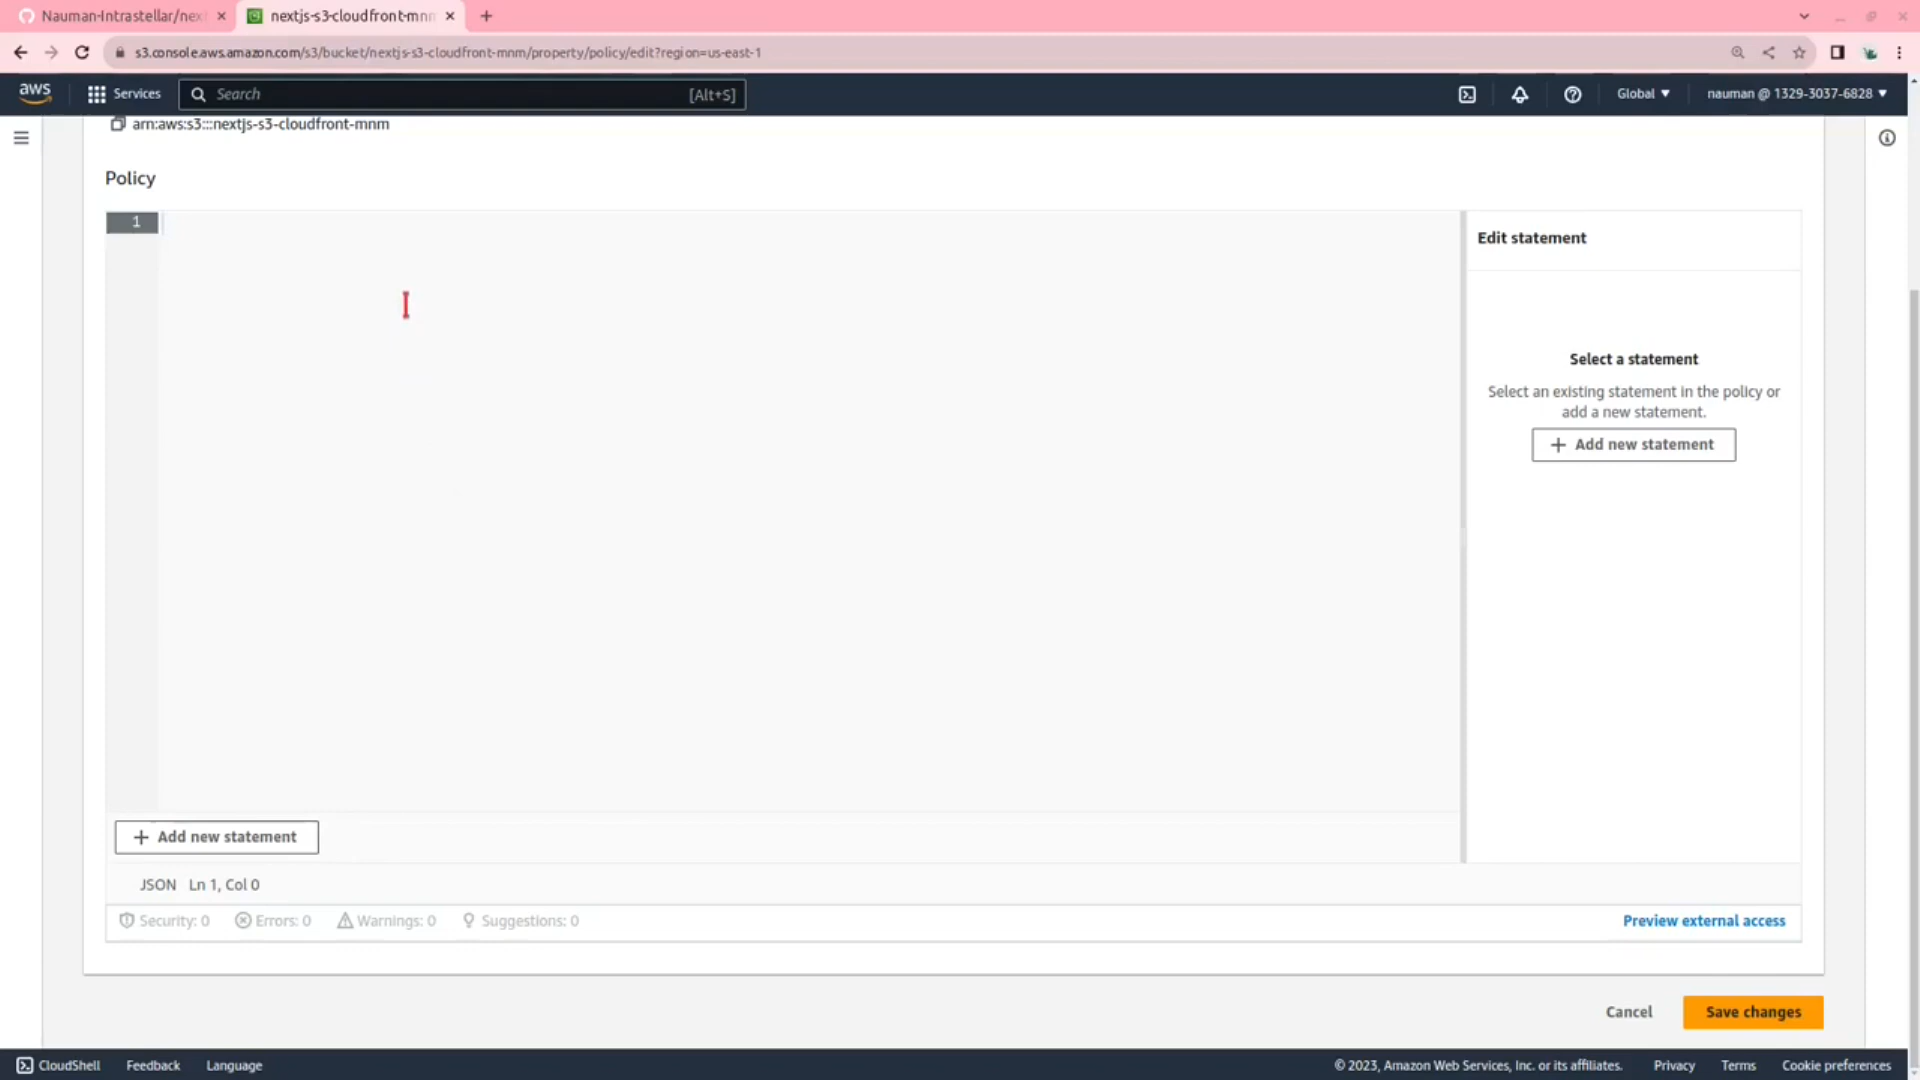 Nauman-Intrastellar/next
nextjs-s3-cloudfront-mnm
s3.console.aws.amazon.com/s3/bucket/nextjs-s3-cloudfront-mnm/property/policy/edit?region=us-east-1
aws
Services
Search
[Alt+S]
Global
nauman @ 1329-3037-6828
arn:aws:s3:::nextjs-s3-cloudfront-mnm
Policy
1
Edit statement
Select a statement
Select an existing statement in the policy or
add a new statement.
+ Add new statement
+ Add new statement
JSON Ln 1, Col 0
Security: 0 Errors: 0 Warnings: 0 Suggestions: 0
Preview external access
Cancel
Save changes
CloudShell Feedback Language
© 2023, Amazon Web Services, Inc. or its affiliates. Privacy Terms Cookie preferences